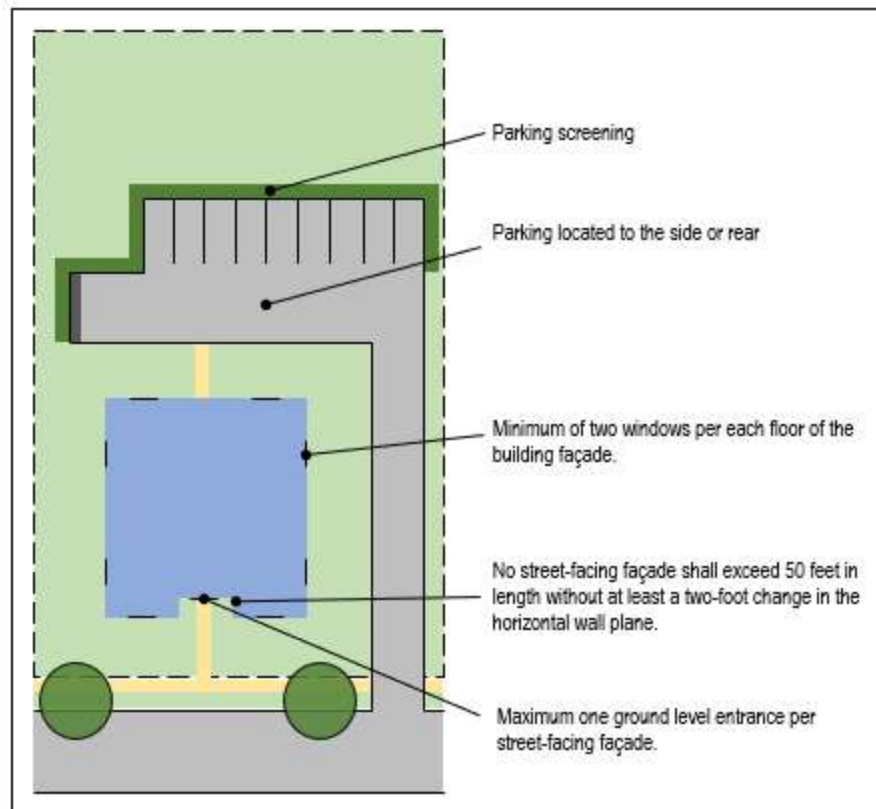 Parking screening
Parking located to the side or rear
Minimum of two windows per each floor of the
building façade.
No street-facing façade shall exceed 50 feet in
length without at least a two-foot change in the
horizontal wall plane.
Maximum one ground level entrance per
street-facing façade.